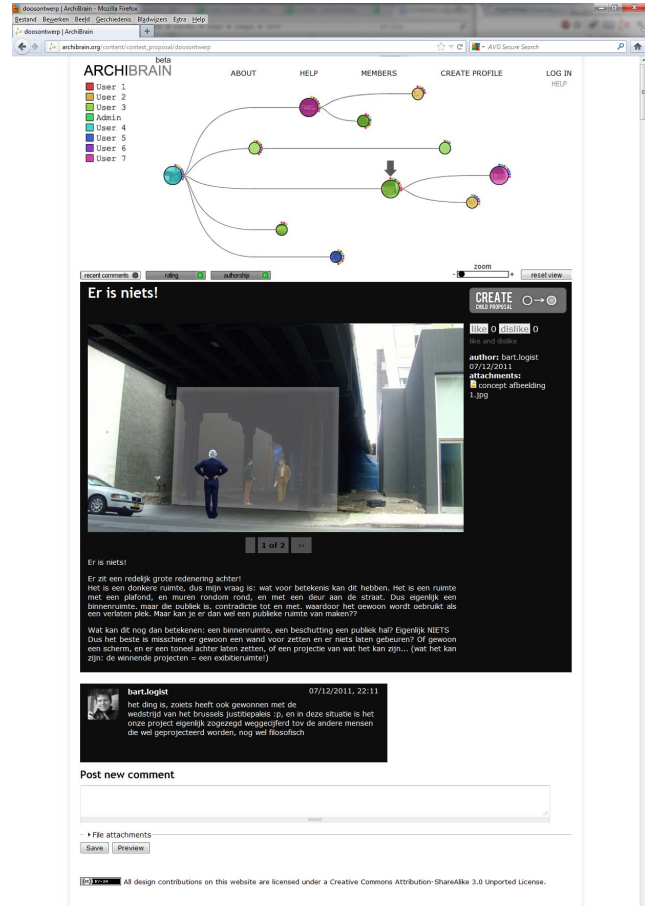 doosontwerp | ArchiBrain - Mozilla Firefox
Bestand Bewerken Beeld Geschiedenis Bladwijzers Extra Help
doosontwerp | ArchiBrain +
archibrain.org/content/contest_proposal/doosontwerp
AVG Secure Search
beta
ARCHIBRAIN
ABOUT HELP MEMBERS CREATE PROFILE LOG IN
HELP
User 1
User 2
User 3
Admin
User 4
User 5
User 6
User 7
zoom
- +
recent comments rating authorship reset view
Er is niets!
CREATE
CHILD PROPOSAL
like 0 dislike 0
like and dislike
author: bart.logist
07/12/2011
attachments:
concept afbeelding
1.jpg
1 of 2 ››
Er is niets!
Er zit een redelijk grote redenering achter!
Het is een donkere ruimte, dus mijn vraag is: wat voor betekenis kan dit hebben. Het is een ruimte
met een plafond, en muren rondom rond, en met een deur aan de straat. Dus eigenlijk een
binnenruimte, maar die publiek is, contradictie tot en met, waardoor het gewoon wordt gebruikt als
een verlaten plek. Maar kan je er dan wel een publieke ruimte van maken??
Wat kan dit nog dan betekenen: een binnenruimte, een beschutting een publiek hal? Eigenlijk NIETS
Dus het beste is misschien er gewoon een wand voor zetten en er niets laten gebeuren? Of gewoon
een scherm, en er een toneel achter laten zetten, of een projectie van wat het kan zijn... (wat het kan
zijn: de winnende projecten = een exibitieruimte!)
bart.logist 07/12/2011, 22:11
het ding is, zoiets heeft ook gewonnen met de
wedstrijd van het brussels justitiepaleis :p, en in deze situatie is het
onze project eigenlijk zogezegd weggecijferd tov de andere mensen
die wel geprojecteerd worden, nog wel filosofisch
Post new comment
File attachments
Save Preview
(cc) BY-SA All design contributions on this website are licensed under a Creative Commons Attribution-ShareAlike 3.0 Unported License.